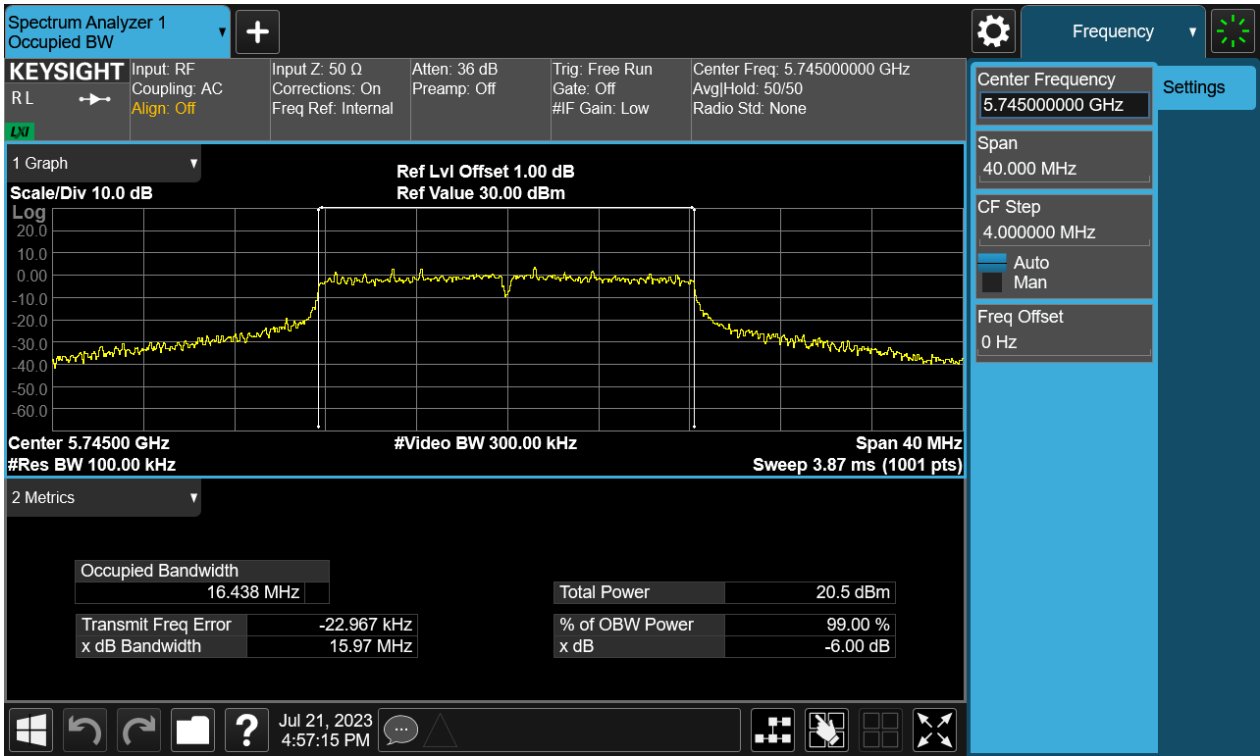 Spectrum Analyzer 1
Occupied BW
+
Frequency
KEYSIGHT
RL
LXI
Input: RF
Coupling: AC
Align: Off
Input Z: 50 Ω
Corrections: On
Freq Ref: Internal
Atten: 36 dB
Preamp: Off
Trig: Free Run
Gate: Off
#IF Gain: Low
Center Freq: 5.745000000 GHz
Avg|Hold: 50/50
Radio Std: None
Center Frequency
5.745000000 GHz
Settings
Span
40.000 MHz
CF Step
4.000000 MHz
Auto
Man
Freq Offset
0 Hz
1 Graph
Scale/Div 10.0 dB
Ref Lvl Offset 1.00 dB
Ref Value 30.00 dBm
Log
20.0
10.0
0.00
-10.0
-20.0
-30.0
-40.0
-50.0
-60.0
Center 5.74500 GHz
#Video BW 300.00 kHz
Span 40 MHz
#Res BW 100.00 kHz
Sweep 3.87 ms (1001 pts)
2 Metrics
Occupied Bandwidth
16.438 MHz
Total Power 20.5 dBm
Transmit Freq Error -22.967 kHz
% of OBW Power 99.00 %
x dB Bandwidth 15.97 MHz
x dB -6.00 dB
?
Jul 21, 2023
4:57:15 PM